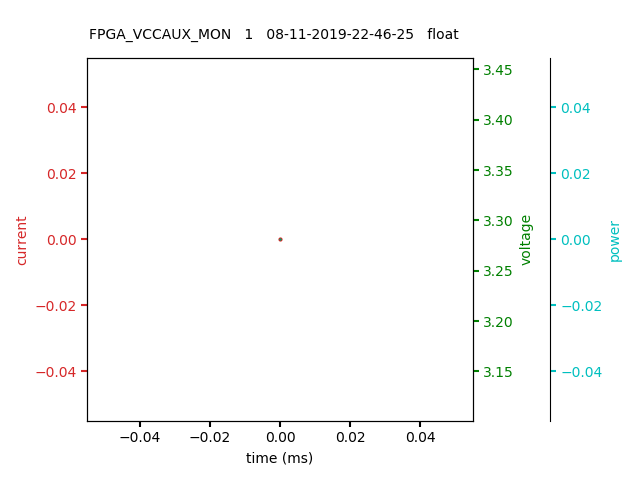 FPGA_VCCAUX_MON   1   08-11-2019-22-46-25   float
0.04
0.02
0.00
−0.02
−0.04
current
3.45
3.40
3.35
3.30
3.25
3.20
3.15
voltage
0.04
0.02
0.00
−0.02
−0.04
power
−0.04 −0.02 0.00 0.02 0.04
time (ms)